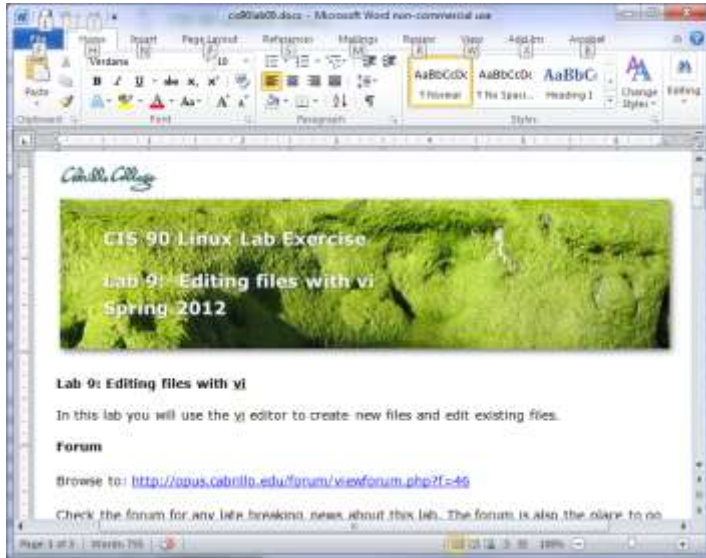 cis90lab09.docx - Microsoft Word non-commercial use
File Home Insert Page Layout References Mailings Review View Add-Ins Acrobat
F H N P S M R W X B
Verdana 10
Paste
B I U abc x, x'
Aa A A
AaBbCcDc AaBbCcDc AaBbC
¶ Normal ¶ No Spaci... Heading 1
Change Styles
Editing
Clipboard Font Paragraph Styles
Cabrillo College
CIS 90 Linux Lab Exercise
Lab 9: Editing files with vi
Spring 2012
Lab 9: Editing files with vi
In this lab you will use the vi editor to create new files and edit existing files.
Forum
Browse to: http://opus.cabrillo.edu/forum/viewforum.php?f=46
Check the forum for any late breaking news about this lab. The forum is also the place to go
Page 1 of 3 Words: 795 100%